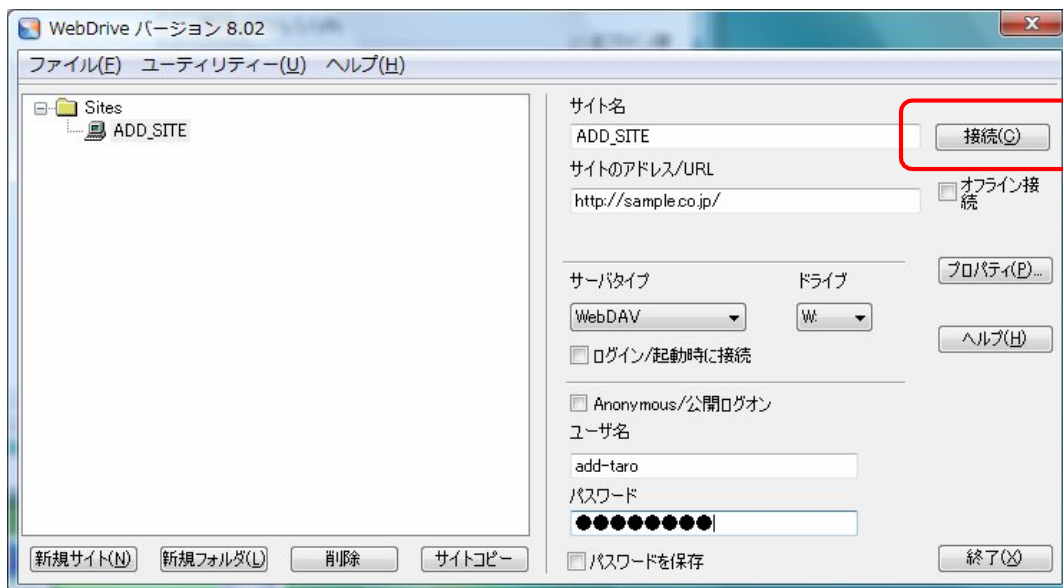 WebDrive バージョン 8.02
ファイル(F) ユーティリティー(U) ヘルプ(H)
Sites
ADD_SITE
サイト名
ADD_SITE
接続(C)
サイトのアドレス/URL
http://sample.co.jp/
オフライン接
続
サーバタイプ
ドライブ
プロパティ(P)...
WebDAV
W:
ログイン/起動時に接続
ヘルプ(H)
Anonymous/公開ログオン
ユーザ名
add-taro
パスワード
●●●●●●●●
パスワードを保存
新規サイト(N) 新規フォルダ(L) 削除 サイトコピー
終了(X)